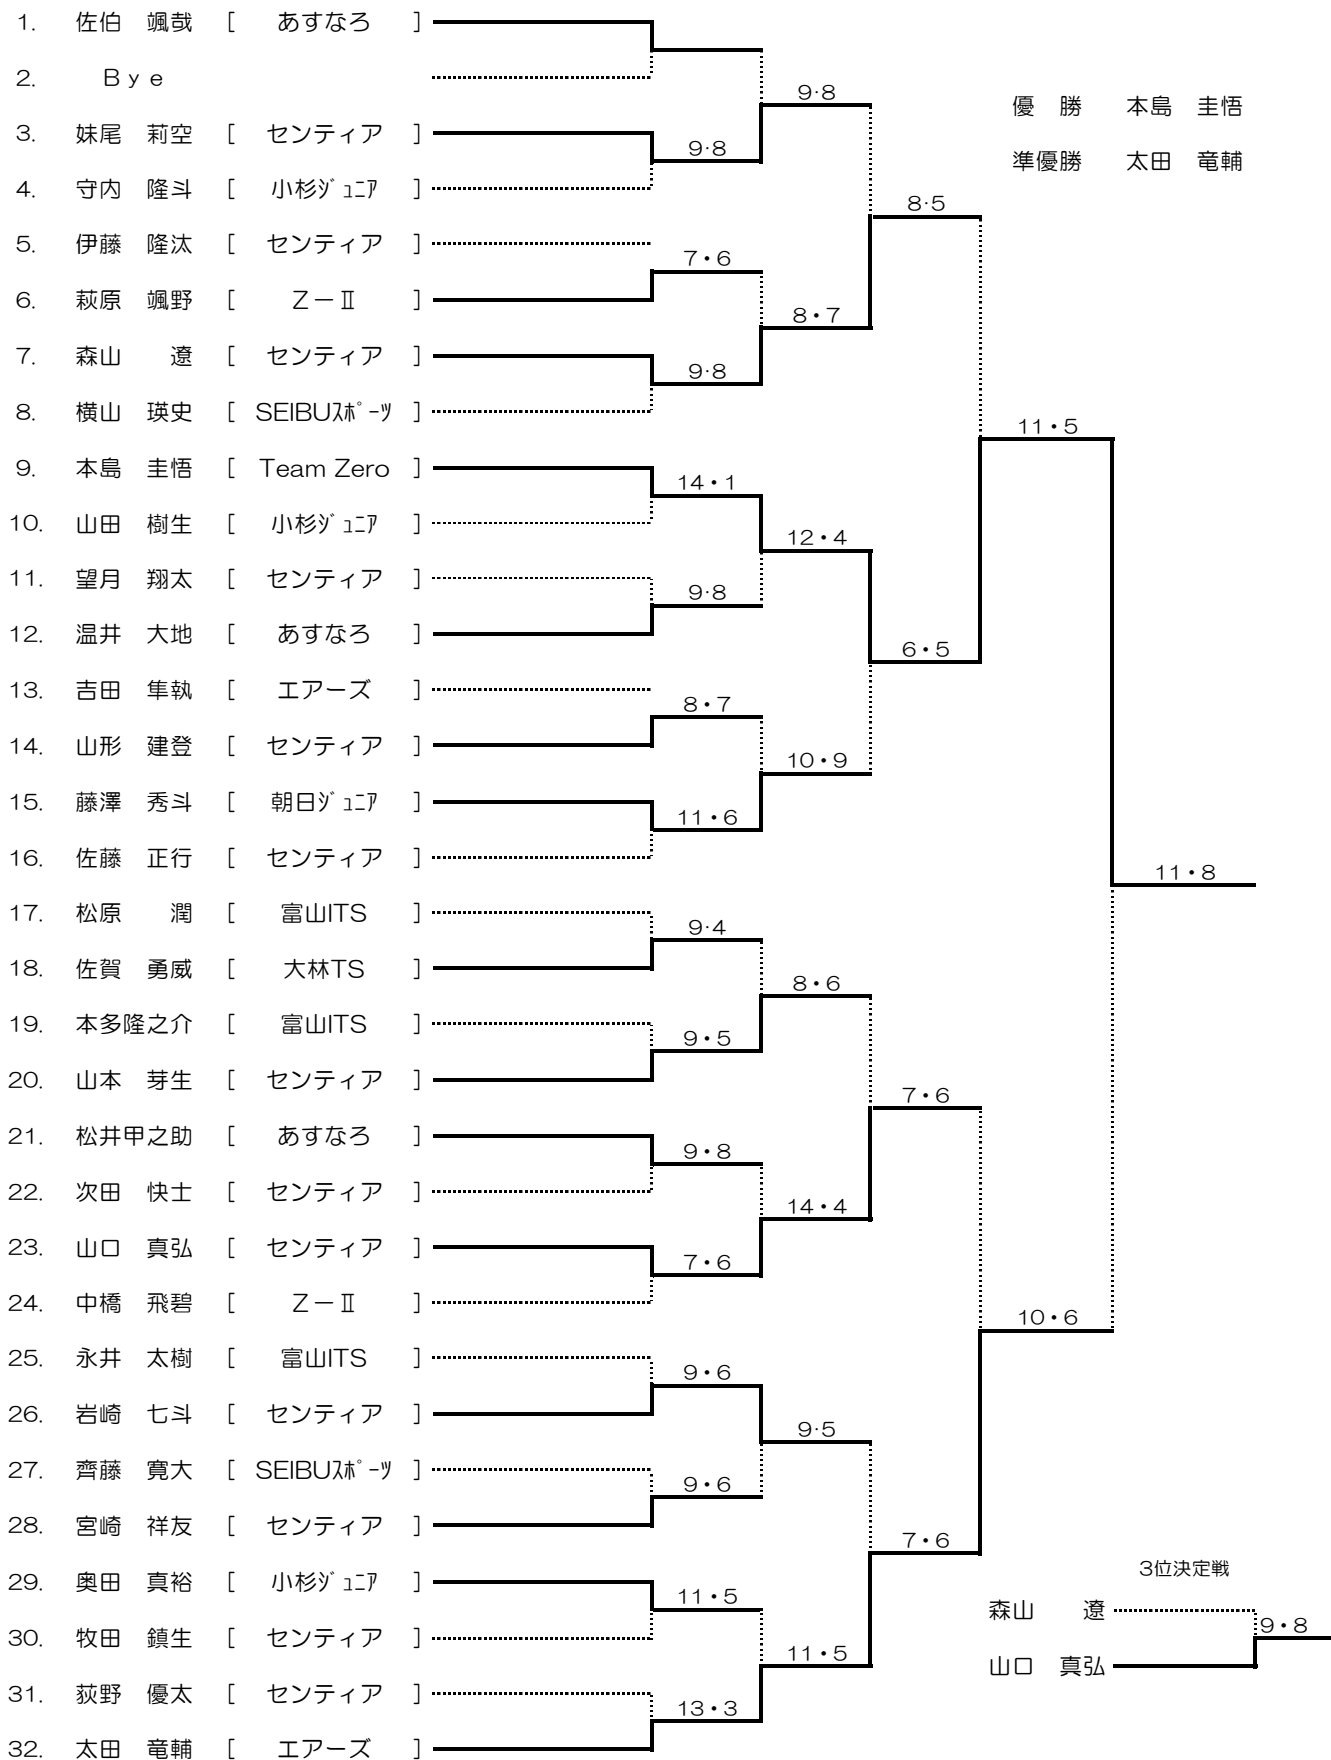 1. 佐伯 颯哉 [ あすなろ ]
2. Bye
9·8
優 勝 本島 圭悟
3. 妹尾 莉空 [ センティア ]
9·8
準優勝 太田 竜輔
4. 守内 隆斗 [ 小杉ｼﾞｭﾆｱ ]
8·5
5. 伊藤 隆汰 [ センティア ]
7・6
6. 萩原 颯野 [ Z－Ⅱ ]
8・7
7. 森山 遼 [ センティア ]
9·8
8. 横山 瑛史 [ SEIBUｽﾎﾟｰﾂ ]
11・5
9. 本島 圭悟 [ Team Zero ]
14・1
10. 山田 樹生 [ 小杉ｼﾞｭﾆｱ ]
12・4
11. 望月 翔太 [ センティア ]
9·8
12. 温井 大地 [ あすなろ ]
6・5
13. 吉田 隼執 [ エアーズ ]
8・7
14. 山形 建登 [ センティア ]
10・9
15. 藤澤 秀斗 [ 朝日ｼﾞｭﾆｱ ]
11・6
16. 佐藤 正行 [ センティア ]
11・8
17. 松原 潤 [ 富山ITS ]
9·4
18. 佐賀 勇威 [ 大林TS ]
8・6
19. 本多隆之介 [ 富山ITS ]
9・5
20. 山本 芽生 [ センティア ]
7・6
21. 松井甲之助 [ あすなろ ]
9・8
22. 次田 快士 [ センティア ]
14・4
23. 山口 真弘 [ センティア ]
7・6
24. 中橋 飛碧 [ Z－Ⅱ ]
10・6
25. 永井 太樹 [ 富山ITS ]
9・6
26. 岩崎 七斗 [ センティア ]
9·5
27. 齊藤 寛大 [ SEIBUｽﾎﾟｰﾂ ]
9・6
28. 宮崎 祥友 [ センティア ]
7・6
3位決定戦
29. 奥田 真裕 [ 小杉ｼﾞｭﾆｱ ]
11・5
森山 遼
9・8
30. 牧田 鎮生 [ センティア ]
11・5
山口 真弘
31. 荻野 優太 [ センティア ]
13・3
32. 太田 竜輔 [ エアーズ ]